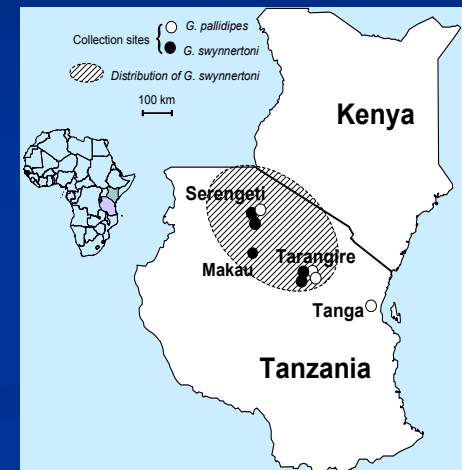 G. pallidipes
Collection sites
G. swynnertoni
Distribution of G. swynnertoni
100 km
Kenya
Serengeti
Makau
Tarangire
Tanga
Tanzania